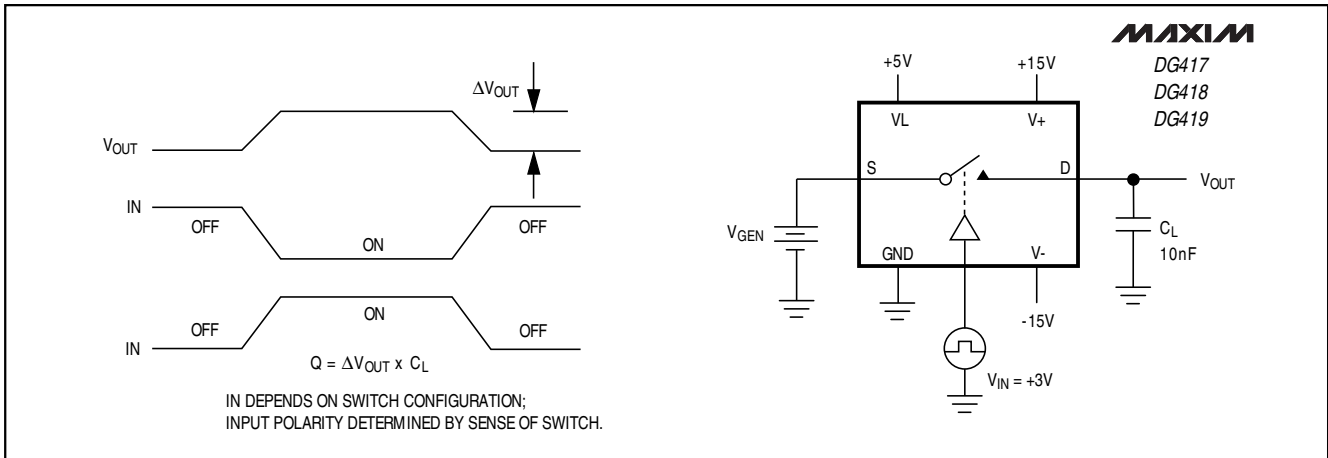 ΔVOUT
VOUT
IN
OFF
ON
OFF
IN
OFF
ON
OFF
Q = ΔVOUT x CL
IN DEPENDS ON SWITCH CONFIGURATION;
INPUT POLARITY DETERMINED BY SENSE OF SWITCH.
MAXIM
DG417
DG418
DG419
+5V
+15V
VL
V+
S
D
VOUT
VGEN
CL
10nF
GND
V-
-15V
VIN = +3V